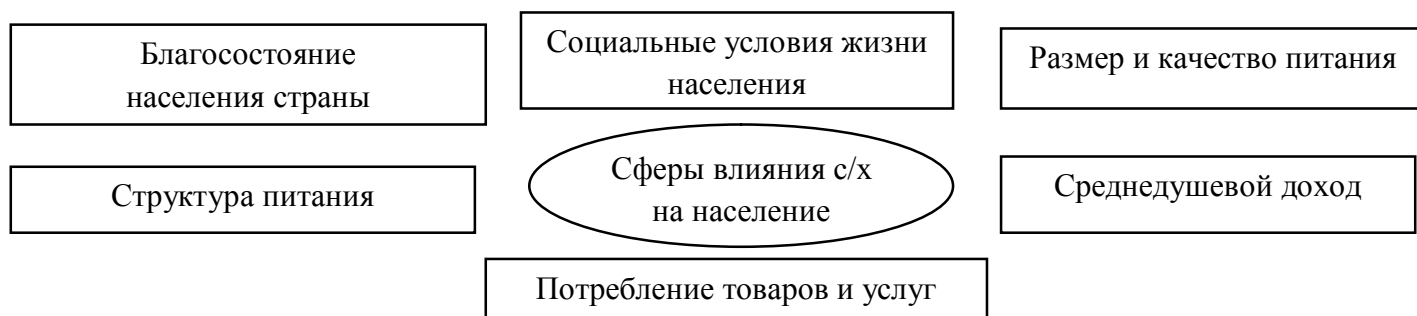 Благосостояние
населения страны
Социальные условия жизни
населения
Размер и качество питания
Структура питания
Сферы влияния с/х
на население
Среднедушевой доход
Потребление товаров и услуг